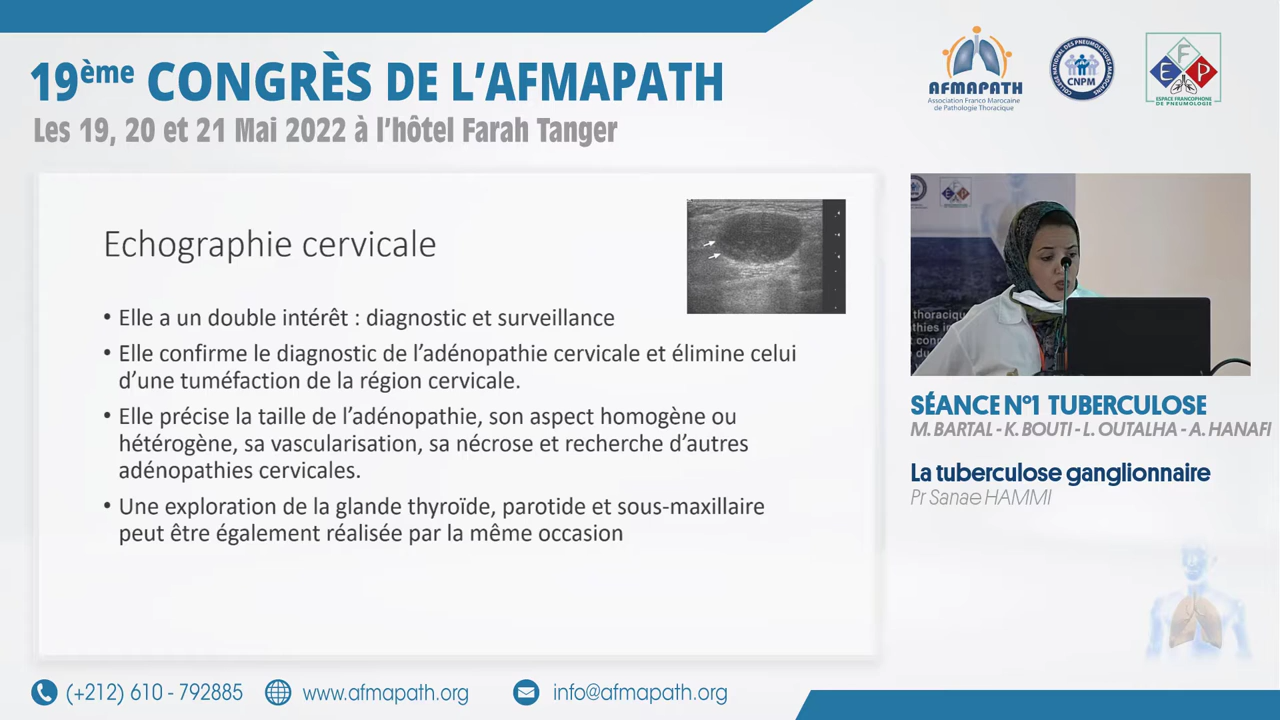 19ème CONGRÈS DE L'AFMAPATH
Les 19, 20 et 21 Mai 2022 à l'hôtel Farah Tanger
AFMAPATH
Association Franco Marocaine
de Pathologie Thoracique
COLLÈGE NATIONAL DES PNEUMOLOGUES MAROCAINS
CNPM
E F P
ESPACE FRANCOPHONE
DE PNEUMOLOGIE
Echographie cervicale
• Elle a un double intérêt : diagnostic et surveillance
• Elle confirme le diagnostic de l'adénopathie cervicale et élimine celui
d'une tuméfaction de la région cervicale.
• Elle précise la taille de l'adénopathie, son aspect homogène ou
hétérogène, sa vascularisation, sa nécrose et recherche d'autres
adénopathies cervicales.
• Une exploration de la glande thyroïde, parotide et sous-maxillaire
peut être également réalisée par la même occasion
SÉANCE N°1 TUBERCULOSE
M. BARTAL - K. BOUTI - L. OUTALHA - A. HANAFI
La tuberculose ganglionnaire
Pr Sanae HAMMI
(+212) 610 - 792885
www.afmapath.org
info@afmapath.org